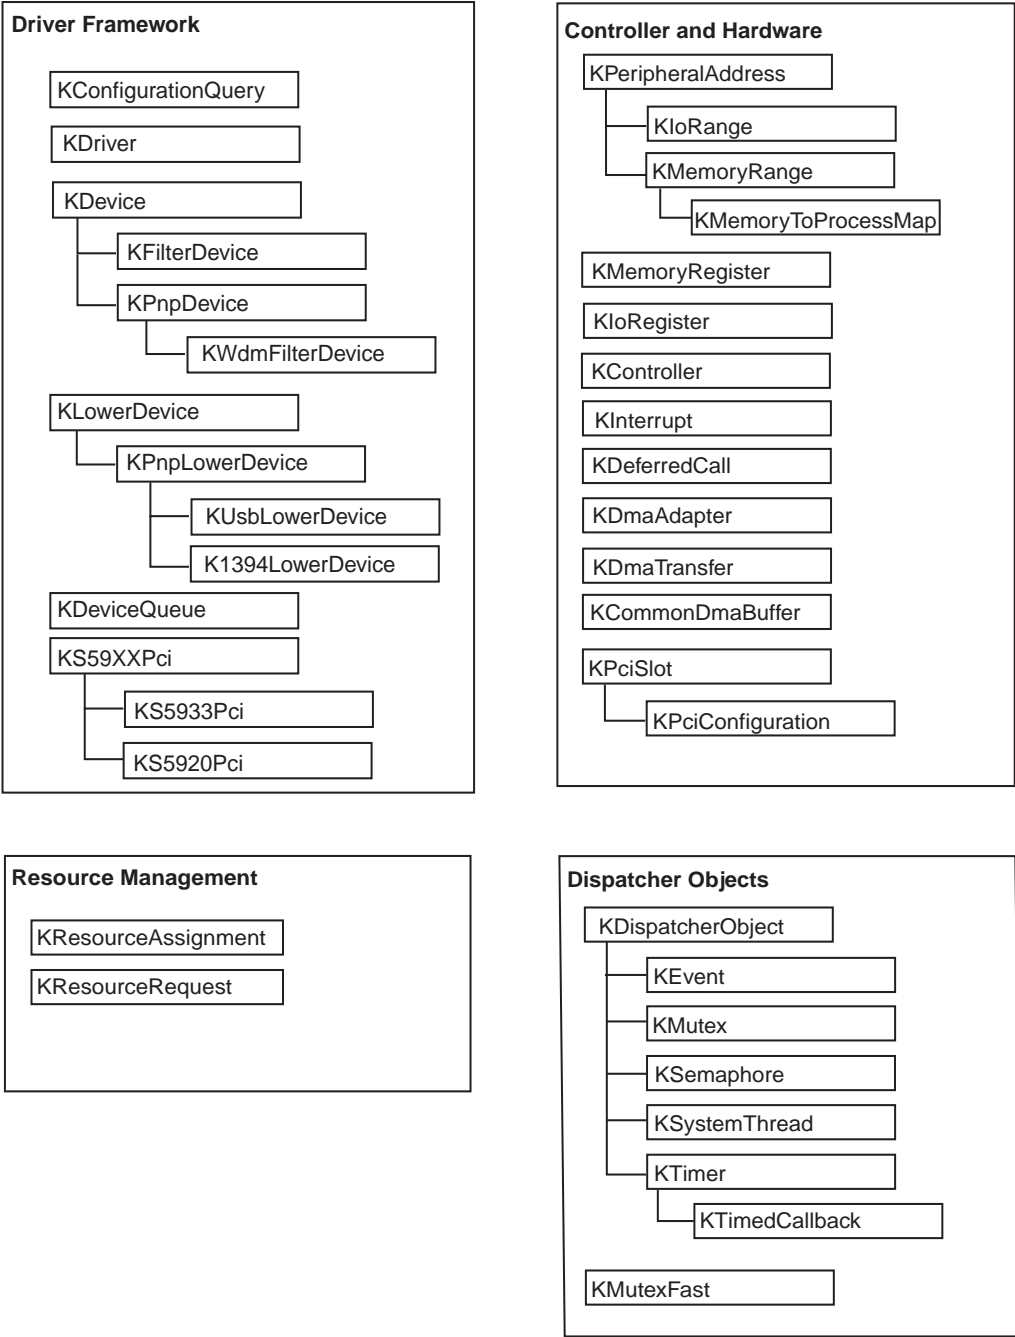 Driver Framework
KConfigurationQuery
KDriver
KDevice
KFilterDevice
KPnpDevice
KWdmFilterDevice
KLowerDevice
KPnpLowerDevice
KUsbLowerDevice
K1394LowerDevice
KDeviceQueue
KS59XXPci
KS5933Pci
KS5920Pci
Controller and Hardware
KPeripheralAddress
KIoRange
KMemoryRange
KMemoryToProcessMap
KMemoryRegister
KIoRegister
KController
KInterrupt
KDeferredCall
KDmaAdapter
KDmaTransfer
KCommonDmaBuffer
KPciSlot
KPciConfiguration
Resource Management
KResourceAssignment
KResourceRequest
Dispatcher Objects
KDispatcherObject
KEvent
KMutex
KSemaphore
KSystemThread
KTimer
KTimedCallback
KMutexFast